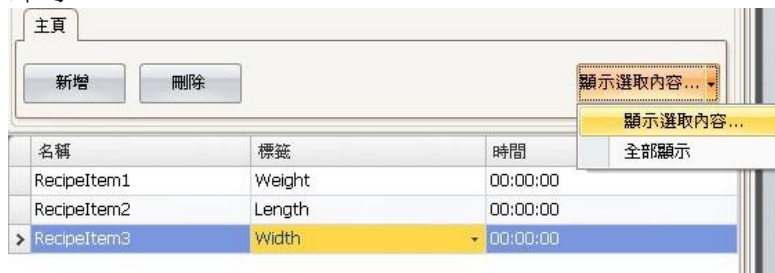 主頁
新增 刪除 顯示選取內容...
顯示選取內容...
全部顯示
名稱 標籤 時間
RecipeItem1 Weight 00:00:00
RecipeItem2 Length 00:00:00
RecipeItem3 Width 00:00:00